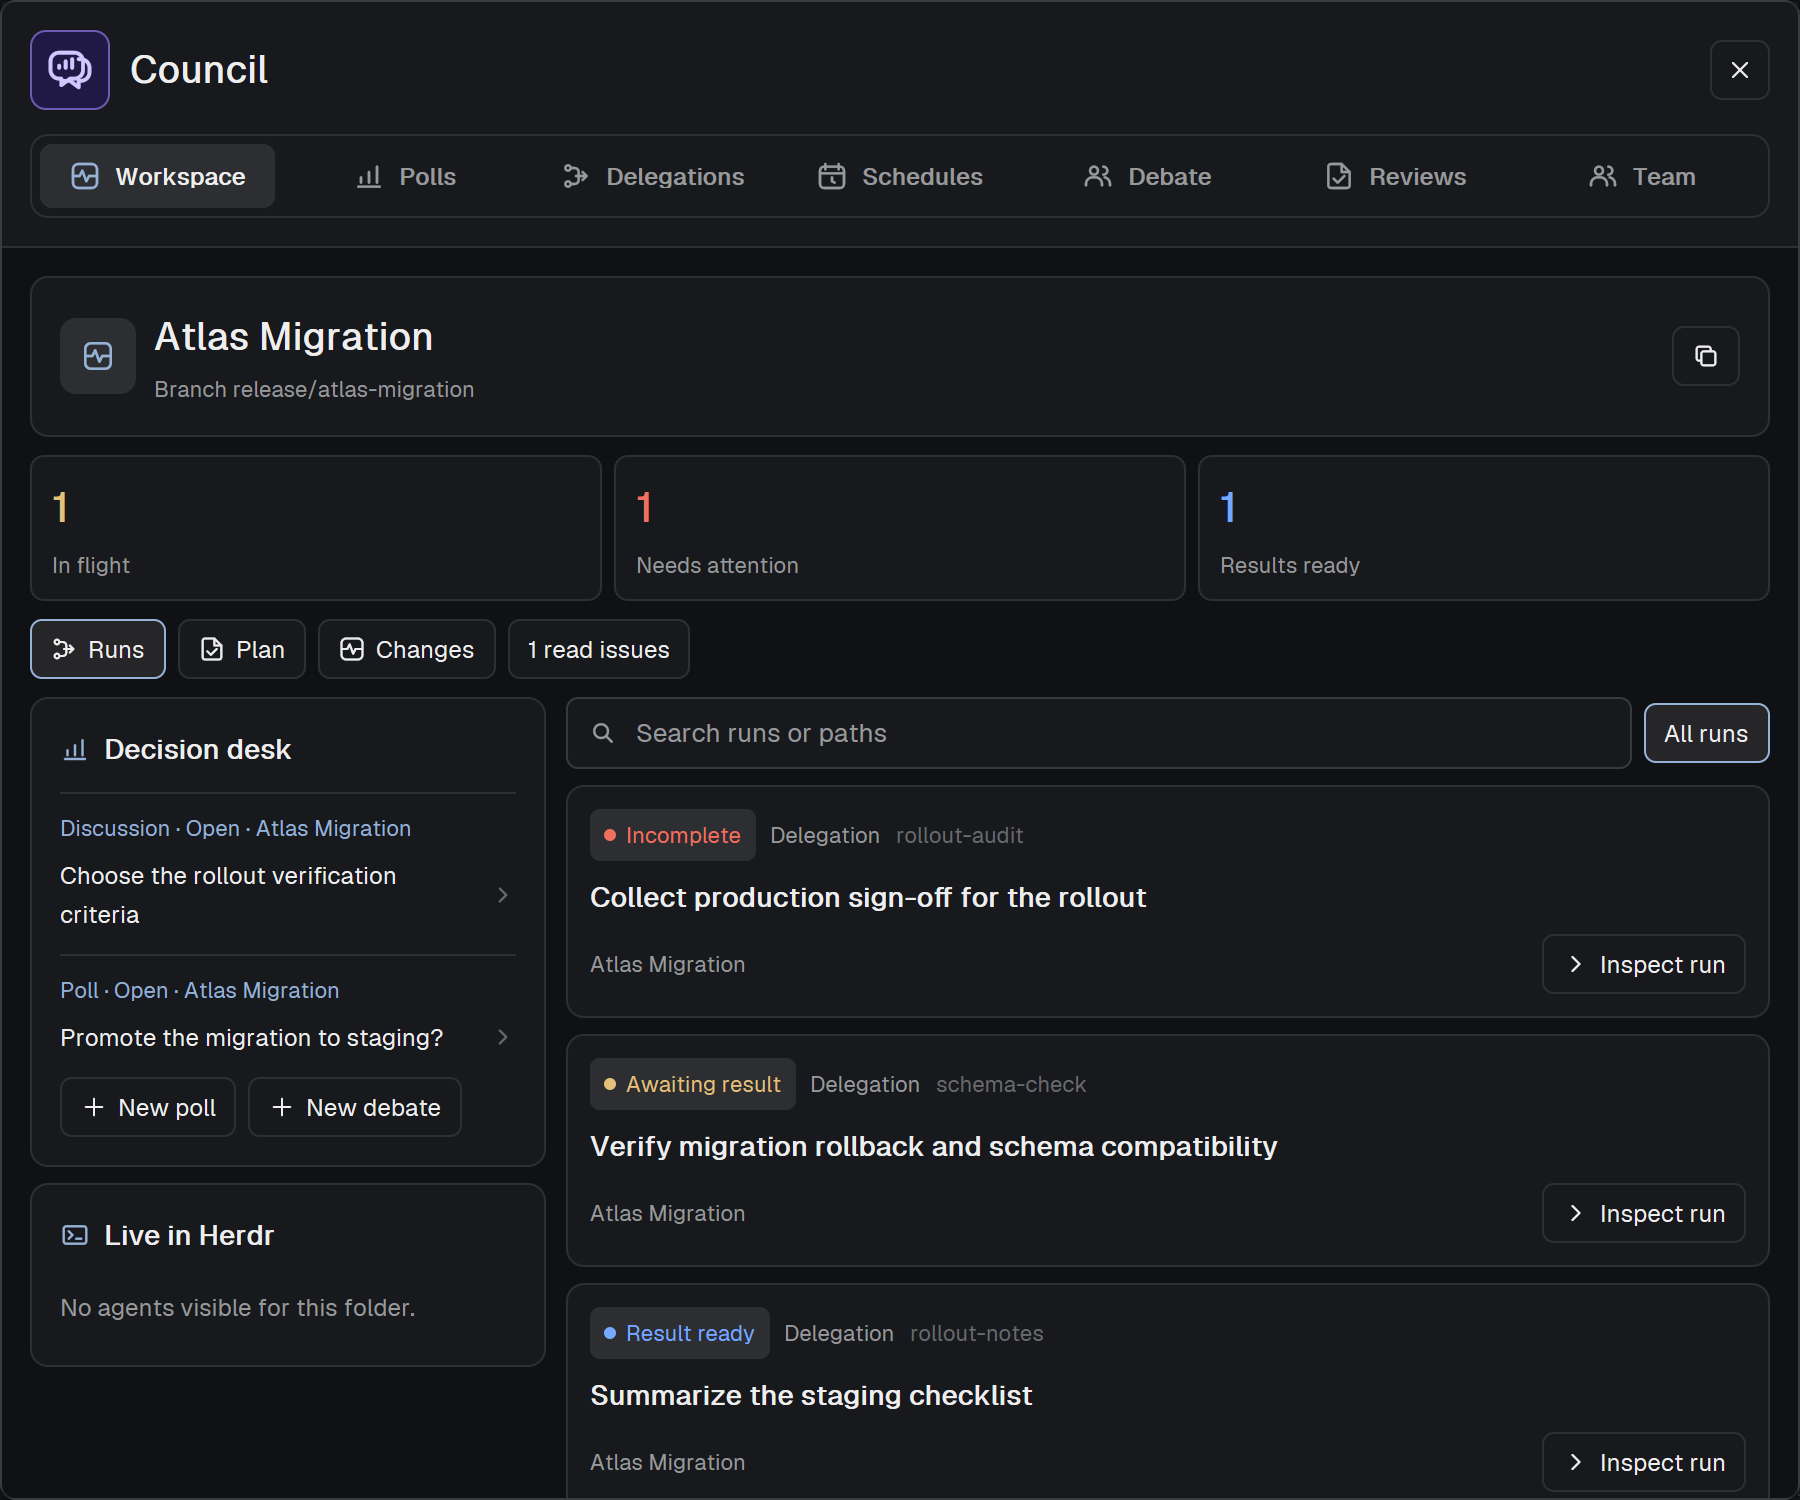 Council
Workspace
Polls
Delegations
Schedules
Debate
Reviews
Team
Atlas Migration
Branch release/atlas-migration
1
In flight
1
Needs attention
1
Results ready
Runs
Plan
Changes
1 read issues
Decision desk
Discussion · Open · Atlas Migration
Choose the rollout verification
criteria
Poll · Open · Atlas Migration
Promote the migration to staging?
New poll
New debate
Live in Herdr
No agents visible for this folder.
Search runs or paths
All runs
Incomplete Delegation rollout-audit
Collect production sign-off for the rollout
Atlas Migration
Inspect run
Awaiting result Delegation schema-check
Verify migration rollback and schema compatibility
Atlas Migration
Inspect run
Result ready Delegation rollout-notes
Summarize the staging checklist
Atlas Migration
Inspect run